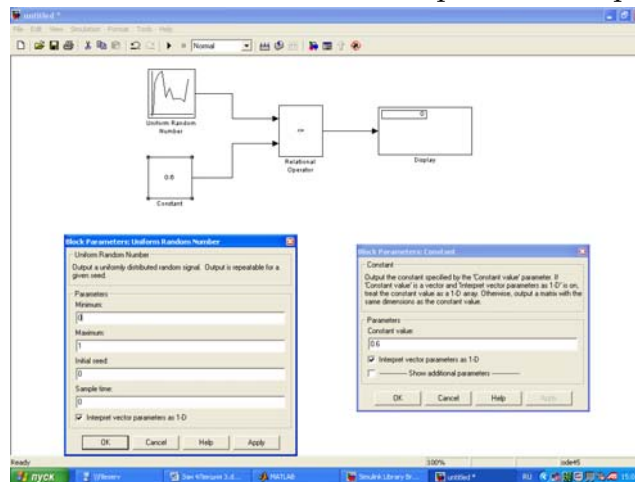 untitled *
File Edit View Simulation Format Tools Help
Normal
Uniform Random
Number
0.6
Constant
Relational
Operator
0
Display
Block Parameters: Uniform Random Number
Uniform Random Number
Output a uniformly distributed random signal. Output is repeatable for a
given seed.
Parameters
Minimum:
0
Maximum:
1
Initial seed:
0
Sample time:
0
Interpret vector parameters as 1-D
OK Cancel Help Apply
Block Parameters: Constant
Constant
Output the constant specified by the 'Constant value' parameter. If
'Constant value' is a vector and 'Interpret vector parameters as 1-D' is on,
treat the constant value as a 1-D array. Otherwise, output a matrix with the
same dimensions as the constant value.
Parameters
Constant value:
0.6
Interpret vector parameters as 1-D
Show additional parameters
OK Cancel Help Apply
Ready 100% ode45
пуск MATLAB Simulink Library Br... untitled * RU